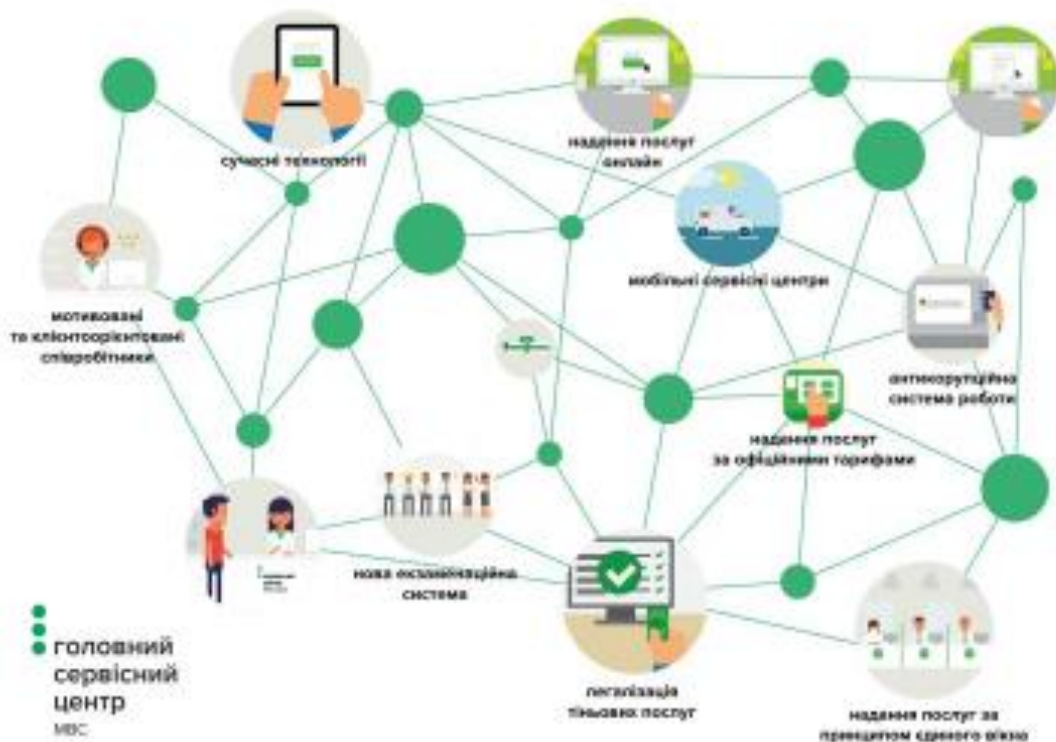 сучасні технології
надання послуг
онлайн
мобільні сервісні центри
мотивовані
та клієнтоорієнтовані
співробітники
антикорупційна
система роботи
надання послуг
за офіційними тарифами
нова екзаменаційна
система
легалізація
тіньових послуг
надання послуг за
принципом єдиного вікна
головний
сервісний
центр
МВС